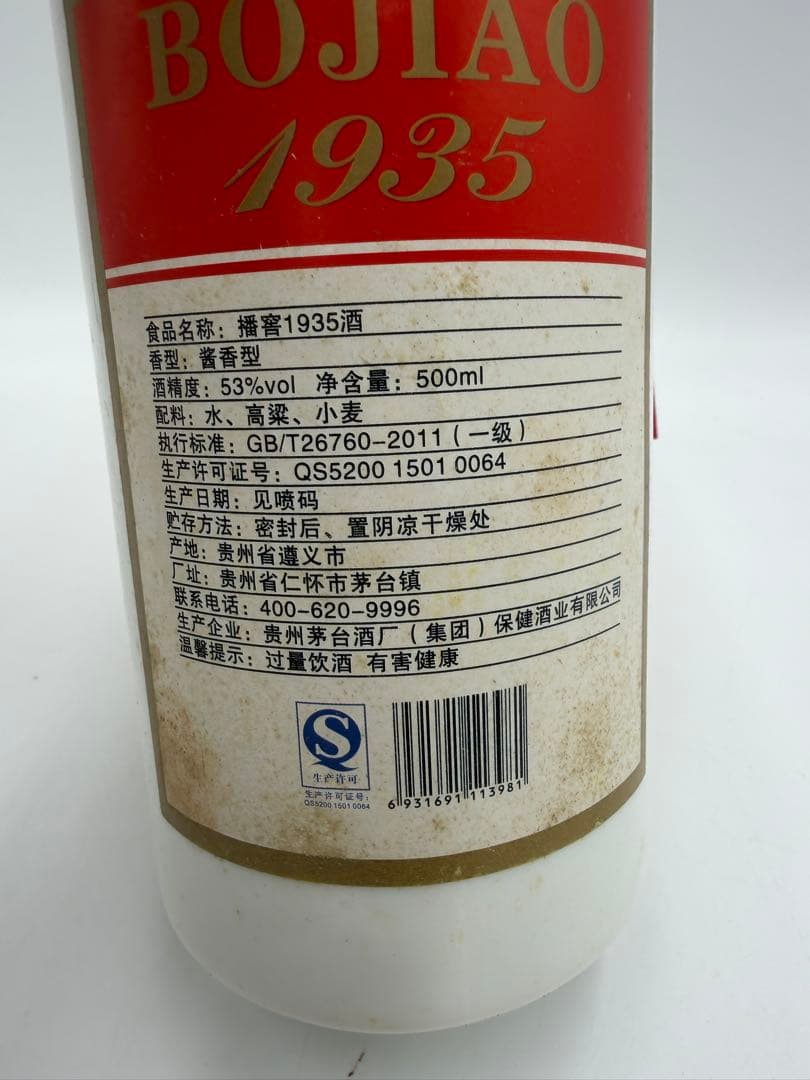 BOJIAO
1935
食品名称：播窖1935酒
香型：酱香型
酒精度：53%vol 净含量：500ml
配料：水、高粱、小麦
执行标准：GB/T26760-2011（一级）
生产许可证号：QS5200 1501 0064
生产日期：见喷码
贮存方法：密封后、置阴凉干燥处
产地：贵州省遵义市
厂址：贵州省仁怀市茅台镇
联系电话：400-620-9996
生产企业：贵州茅台酒厂（集团）保健酒业有限公司
温馨提示：过量饮酒 有害健康
S
生产许可
生产许可证号：
QS5200 1501 0064
6 931691 113981